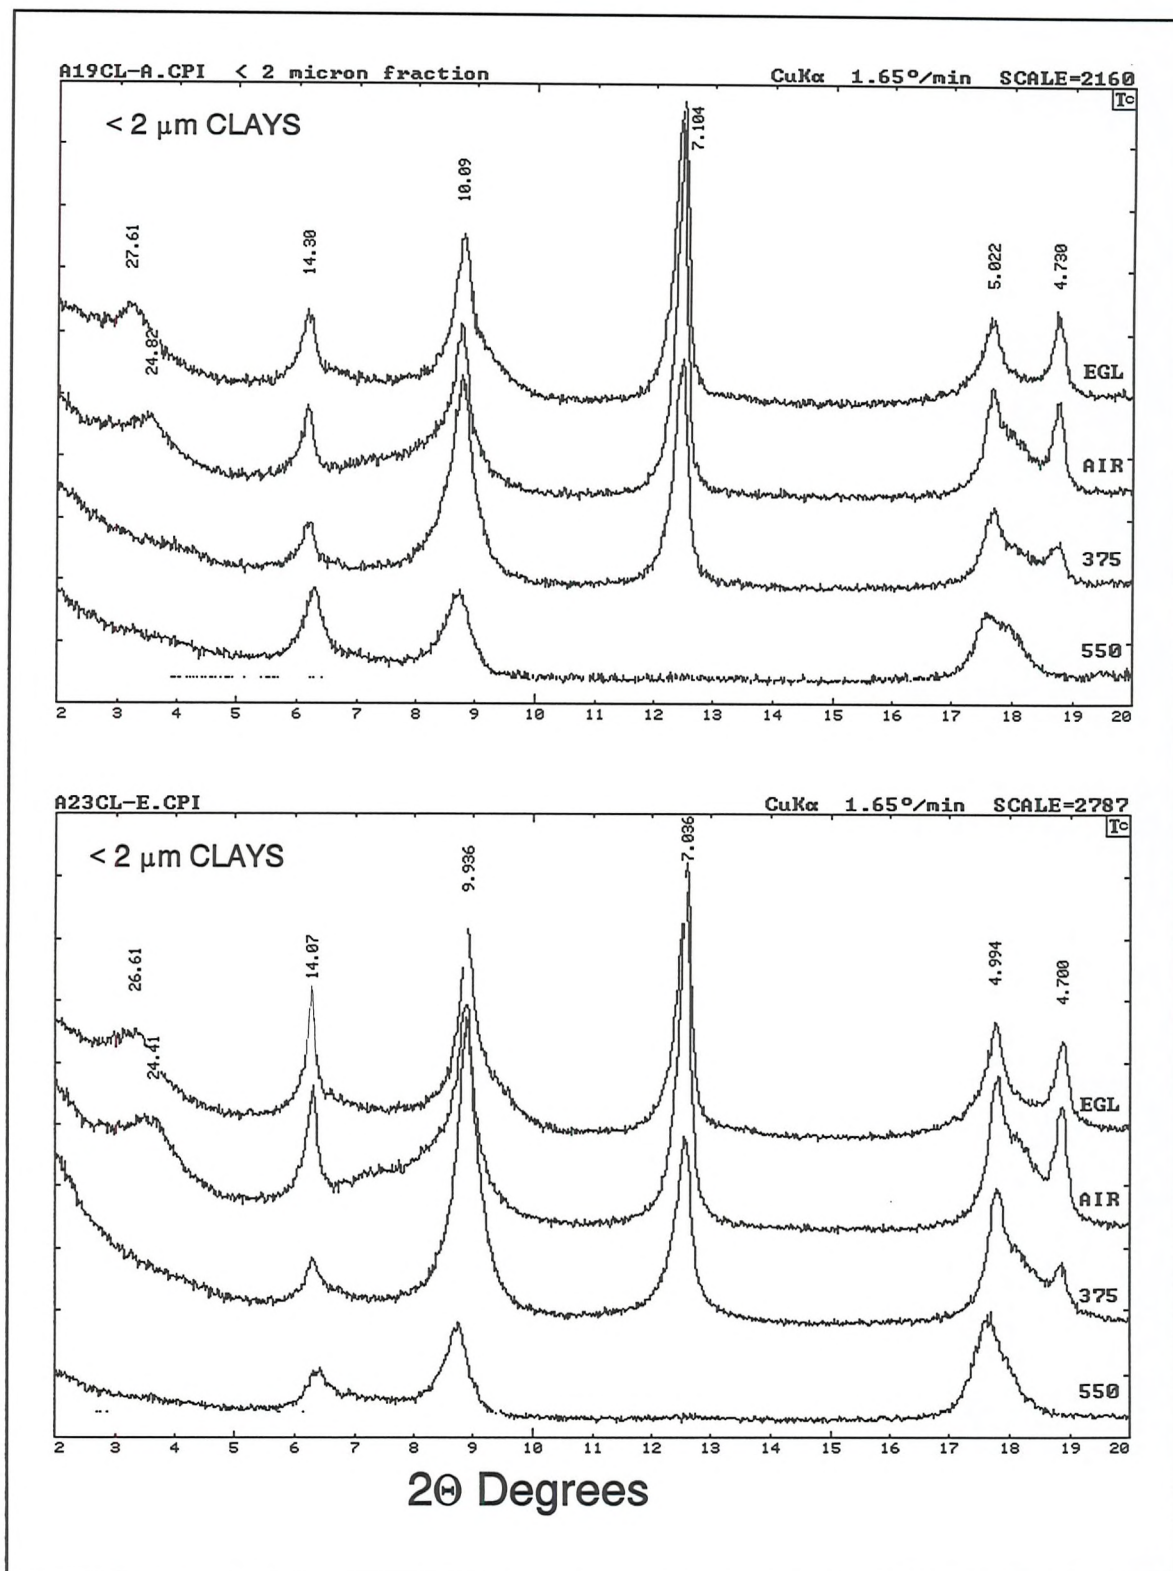 A19CL-A.CPI < 2 micron fraction CuKα 1.65°/min SCALE=2160
Tc
< 2 µm CLAYS
27.61
24.82
14.30
10.09
7.104
5.022
4.730
EGL
AIR
375
550
2 3 4 5 6 7 8 9 10 11 12 13 14 15 16 17 18 19 20
A23CL-E.CPI CuKα 1.65°/min SCALE=2787
Tc
< 2 µm CLAYS
26.61
24.41
14.07
9.936
7.036
4.994
4.700
EGL
AIR
375
550
2 3 4 5 6 7 8 9 10 11 12 13 14 15 16 17 18 19 20
2Θ Degrees